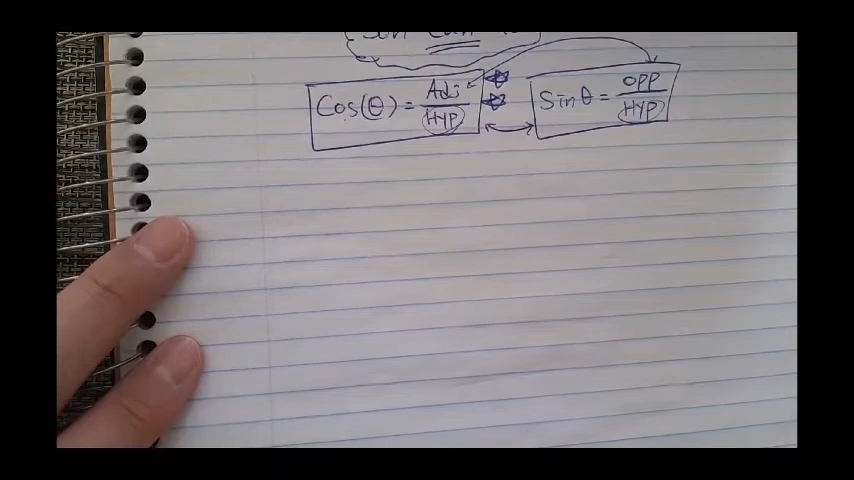 Cos(θ) = Adj / HYP
Sin θ = OPP / HYP